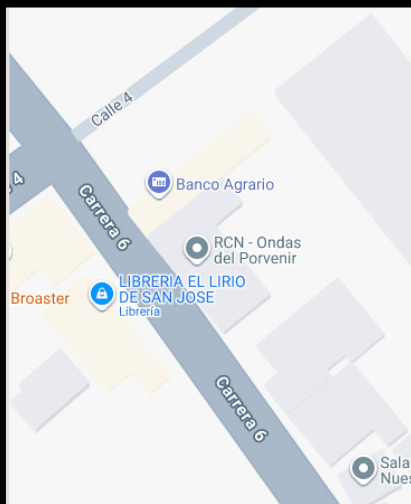 Calle 4
4
Carrera 6
Banco Agrario
RCN - Ondas
del Porvenir
LIBRERIA EL LIRIO
DE SAN JOSE
Librería
Broaster
Carrera 6
Sala
Nues